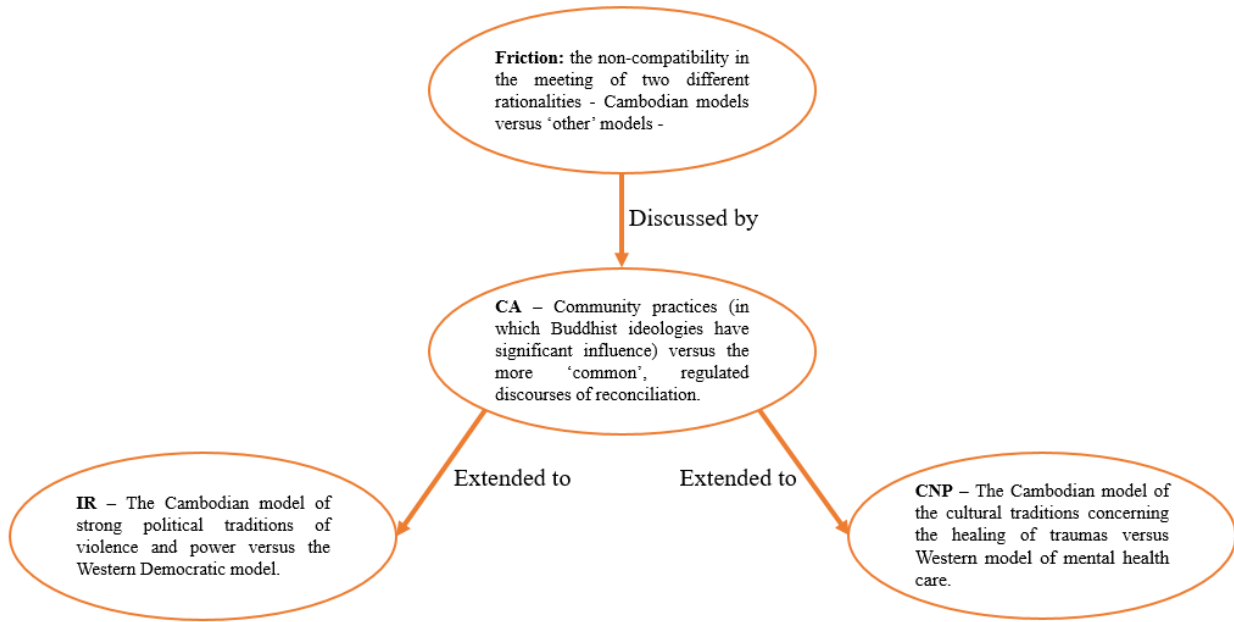 Friction: the non-compatibility in
the meeting of two different
rationalities - Cambodian models
versus ‘other’ models -
Discussed by
CA – Community practices (in
which Buddhist ideologies have
significant influence) versus the
more ‘common’, regulated
discourses of reconciliation.
Extended to
Extended to
IR – The Cambodian model of
strong political traditions of
violence and power versus the
Western Democratic model.
CNP – The Cambodian model of
the cultural traditions concerning
the healing of traumas versus
Western model of mental health
care.